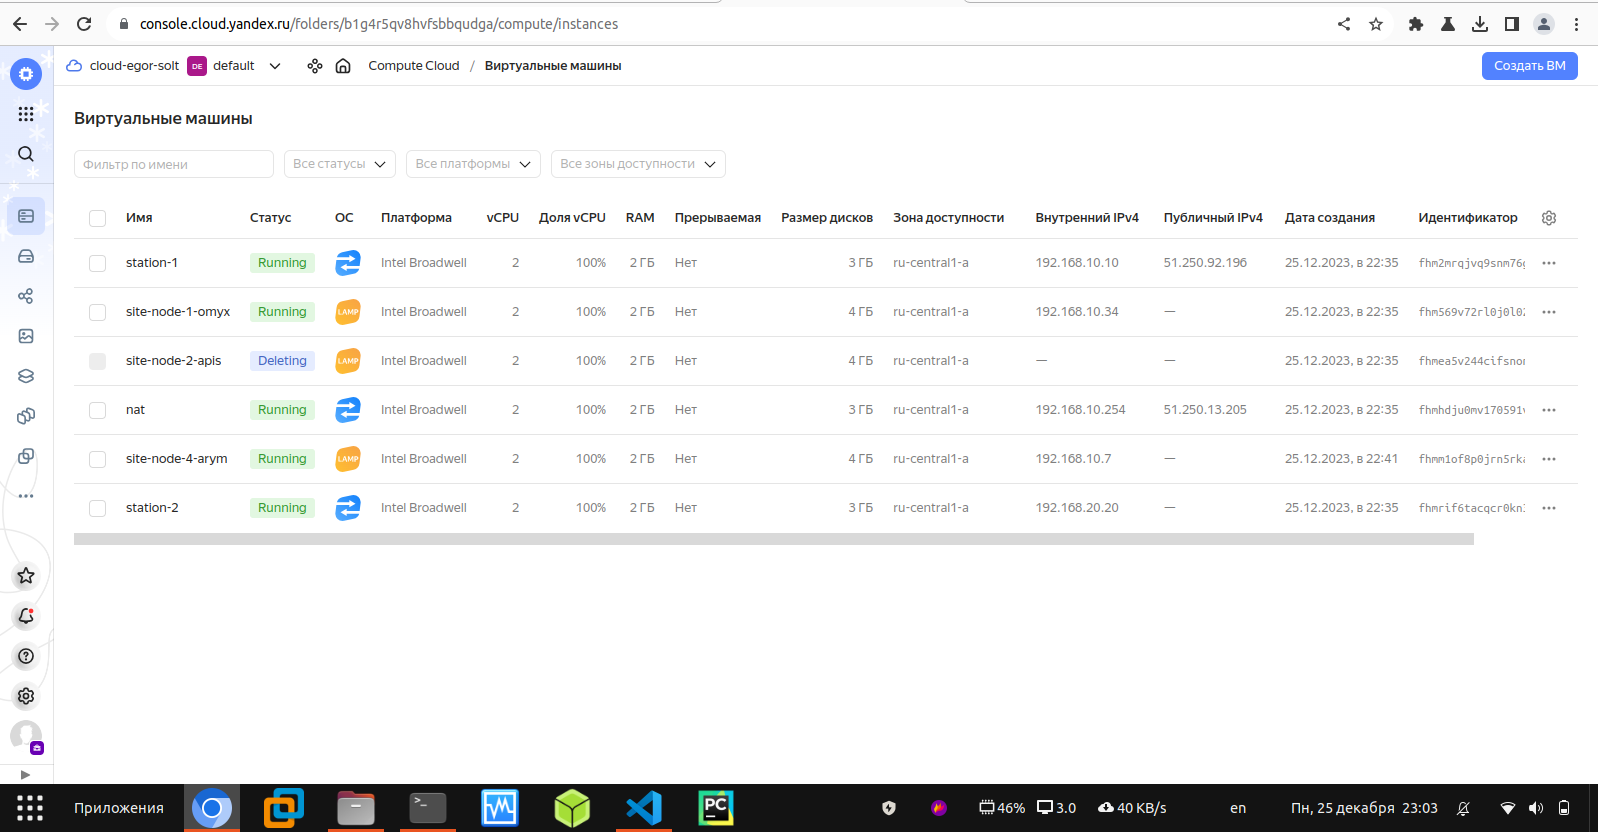 console.cloud.yandex.ru/folders/b1g4r5qv8hvfsbbqudga/compute/instances
cloud-egor-solt DE default Compute Cloud / Виртуальные машины Создать ВМ
Виртуальные машины
Фильтр по имени Все статусы Все платформы Все зоны доступности
Имя Статус ОС Платформа vCPU Доля vCPU RAM Прерываемая Размер дисков Зона доступности Внутренний IPv4 Публичный IPv4 Дата создания Идентификатор
station-1 Running Intel Broadwell 2 100% 2 ГБ Нет 3 ГБ ru-central1-a 192.168.10.10 51.250.92.196 25.12.2023, в 22:35 fhm2mrqjvq9snm76
site-node-1-omyx Running LAMP Intel Broadwell 2 100% 2 ГБ Нет 4 ГБ ru-central1-a 192.168.10.34 — 25.12.2023, в 22:35 fhm569v72rl0j0l0
site-node-2-apis Deleting LAMP Intel Broadwell 2 100% 2 ГБ Нет 4 ГБ ru-central1-a — — 25.12.2023, в 22:35 fhmea5v244cifsno
nat Running Intel Broadwell 2 100% 2 ГБ Нет 3 ГБ ru-central1-a 192.168.10.254 51.250.13.205 25.12.2023, в 22:35 fhmhdju0mv170591
site-node-4-arym Running LAMP Intel Broadwell 2 100% 2 ГБ Нет 4 ГБ ru-central1-a 192.168.10.7 — 25.12.2023, в 22:41 fhmm1of8p0jrn5rk
station-2 Running Intel Broadwell 2 100% 2 ГБ Нет 3 ГБ ru-central1-a 192.168.20.20 — 25.12.2023, в 22:35 fhmrif6tacqcr0kn
Приложения >_ PC 46% 3.0 40 KB/s en Пн, 25 декабря 23:03